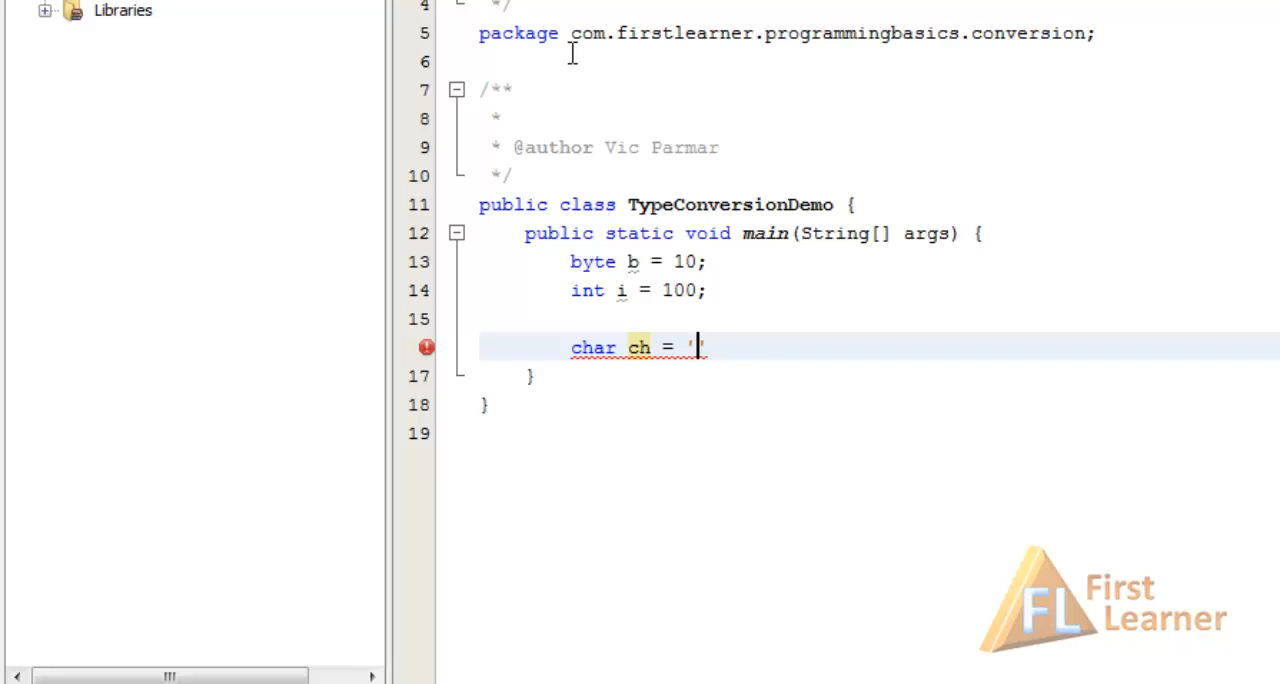 Libraries
4 */
5 package com.firstlearner.programmingbasics.conversion;
6
7 /**
8 *
9 * @author Vic Parmar
10 */
11 public class TypeConversionDemo {
12 public static void main(String[] args) {
13 byte b = 10;
14 int i = 100;
15
char ch = ''
17 }
18 }
19
FL First
Learner